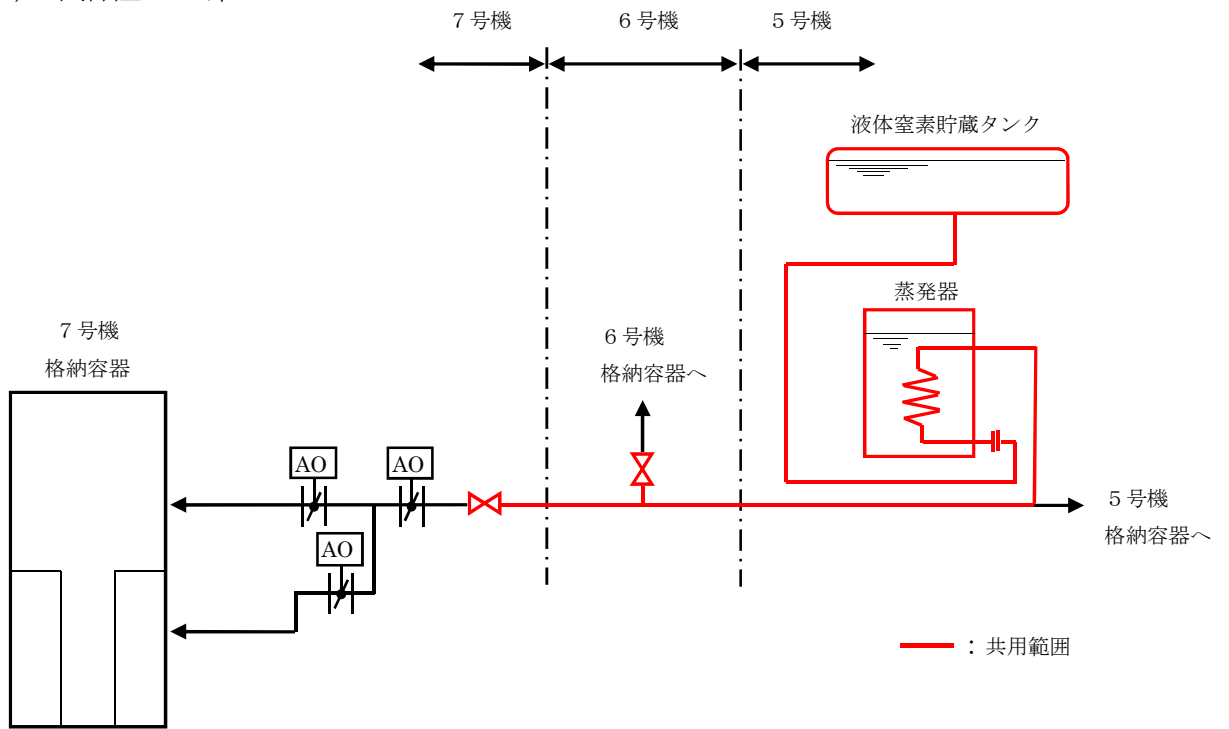 ７号機
６号機
５号機
液体窒素貯蔵タンク
蒸発器
７号機
格納容器
６号機
格納容器へ
AO
AO
AO
５号機
格納容器へ
：共用範囲